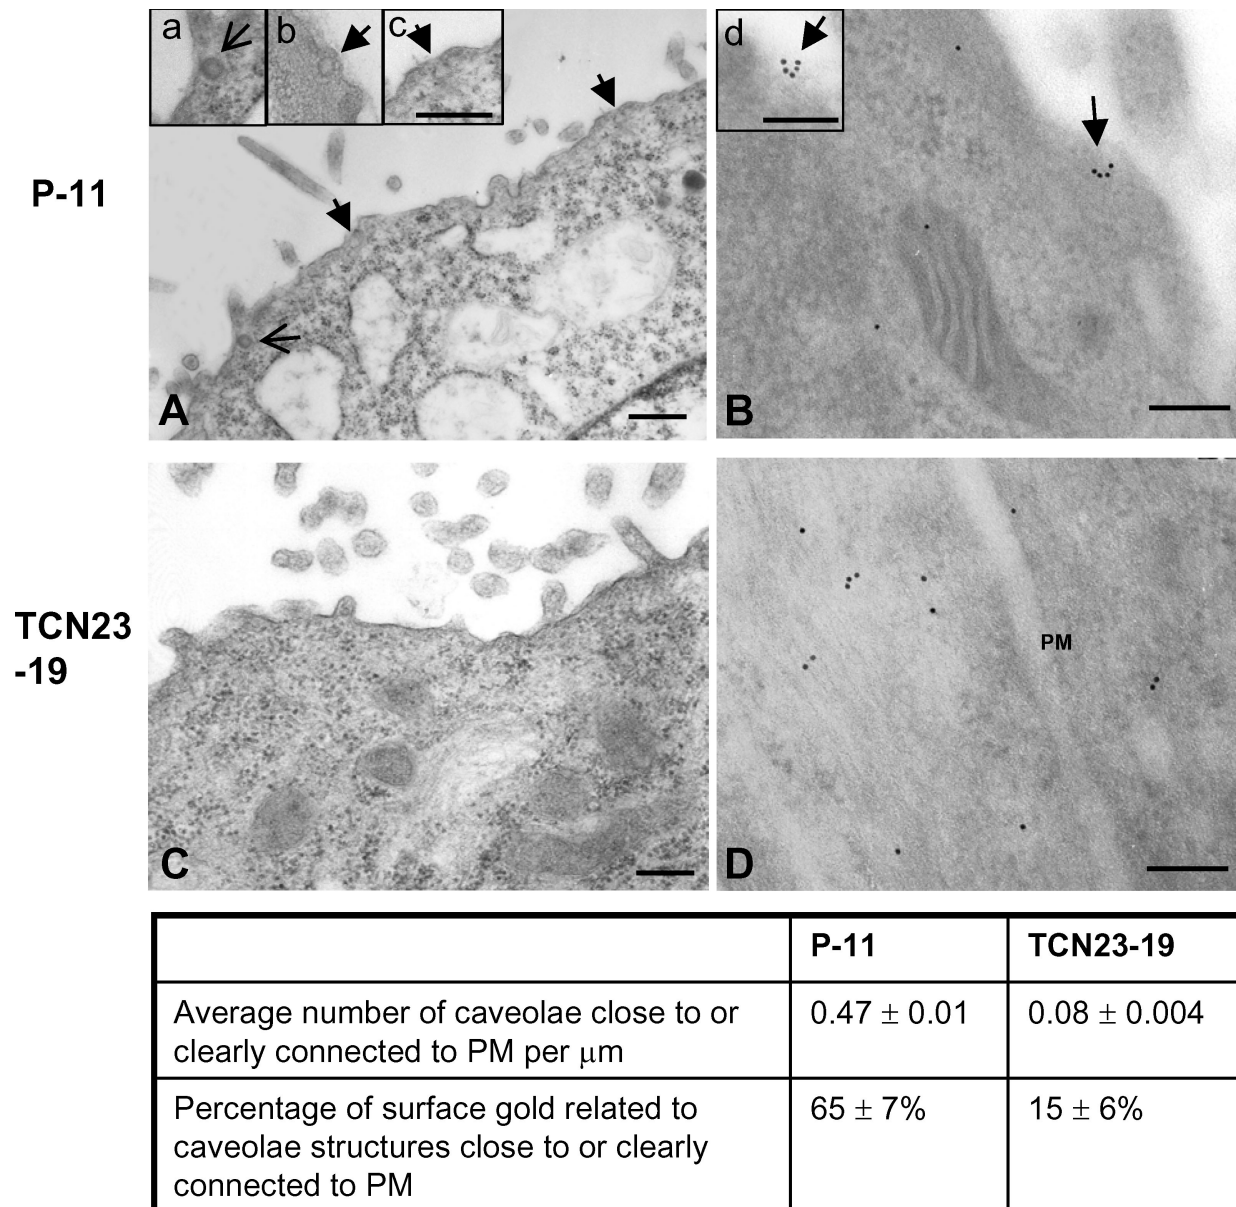 a
b
c
d
P-11
A
B
TCN23
-19
PM
C
D
P-11
TCN23-19
Average number of caveolae close to or
clearly connected to PM per μm
0.47 ± 0.01
0.08 ± 0.004
Percentage of surface gold related to
caveolae structures close to or clearly
connected to PM
65 ± 7%
15 ± 6%